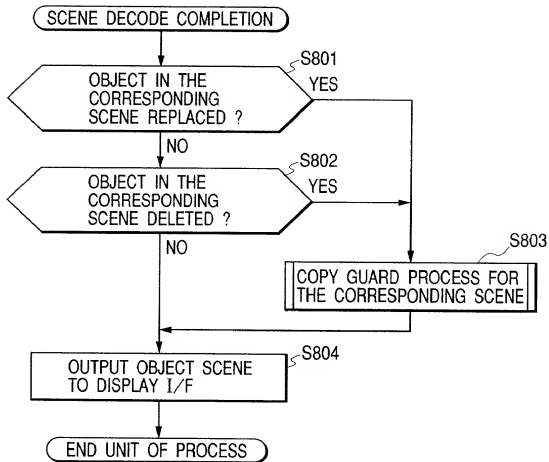 SCENE DECODE COMPLETION
S801
OBJECT IN THE
CORRESPONDING
SCENE REPLACED ?
YES
NO
S802
OBJECT IN THE
CORRESPONDING
SCENE DELETED ?
YES
NO
S803
COPY GUARD PROCESS FOR
THE CORRESPONDING SCENE
S804
OUTPUT OBJECT SCENE
TO DISPLAY I/F
END UNIT OF PROCESS